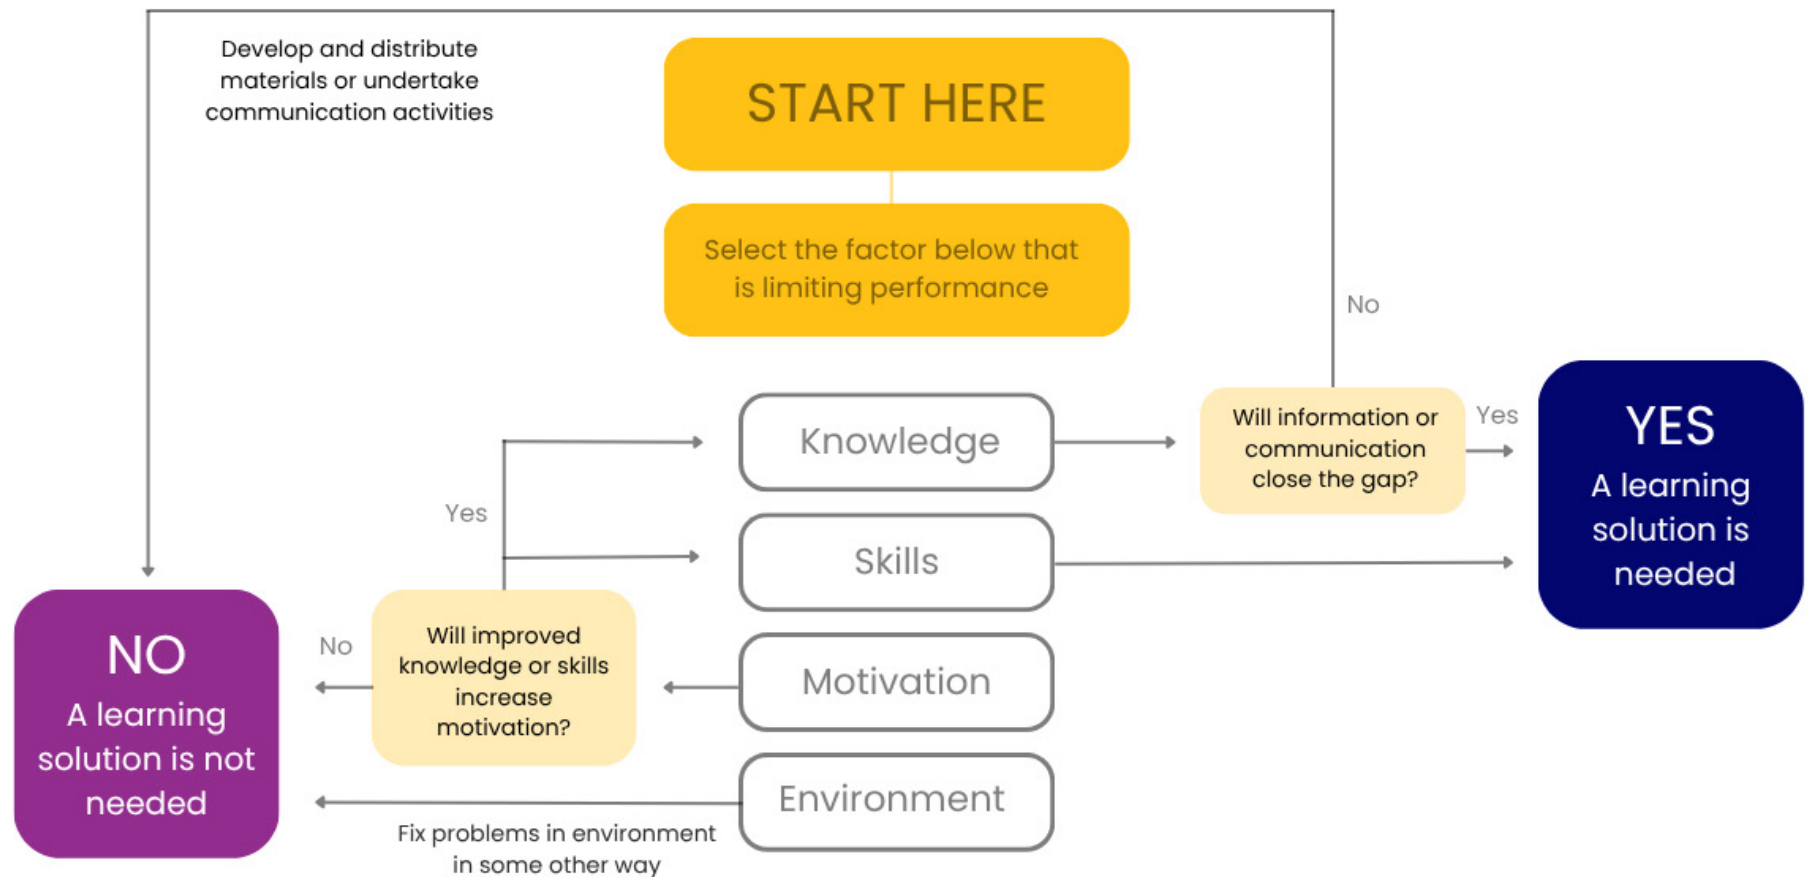 Develop and distribute
materials or undertake
communication activities
START HERE
Select the factor below that
is limiting performance
No
Knowledge
Will information or
communication
close the gap?
Yes
YES
A learning
solution is
needed
Yes
Skills
NO
A learning
solution is not
needed
No
Will improved
knowledge or skills
increase
motivation?
Motivation
Environment
Fix problems in environment
in some other way